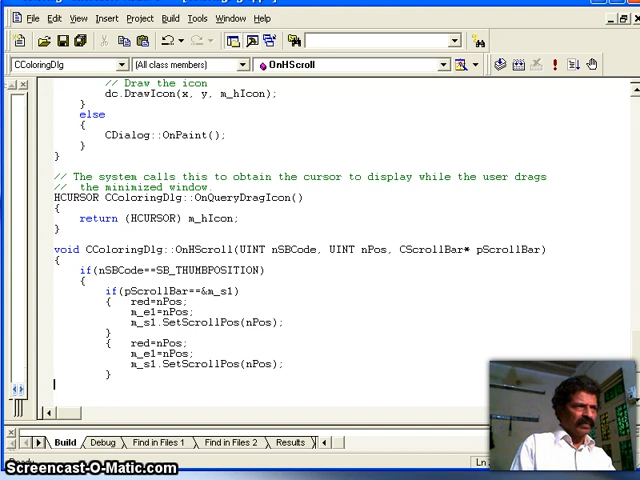 File Edit View Insert Project Build Tools Window Help
CColoringDlg (All class members) OnHScroll
// Draw the icon
dc.DrawIcon(x, y, m_hIcon);
}
else
{
CDialog::OnPaint();
}
}
// The system calls this to obtain the cursor to display while the user drags
//  the minimized window.
HCURSOR CColoringDlg::OnQueryDragIcon()
{
return (HCURSOR) m_hIcon;
}
void CColoringDlg::OnHScroll(UINT nSBCode, UINT nPos, CScrollBar* pScrollBar)
{
if(nSBCode==SB_THUMBPOSITION)
{
if(pScrollBar==&m_s1)
{ red=nPos;
m_e1=nPos;
m_s1.SetScrollPos(nPos);
}
{ red=nPos;
m_e1=nPos;
m_s1.SetScrollPos(nPos);
}
Build Debug Find in Files 1 Find in Files 2 Results
Ln
Screencast-O-Matic.com